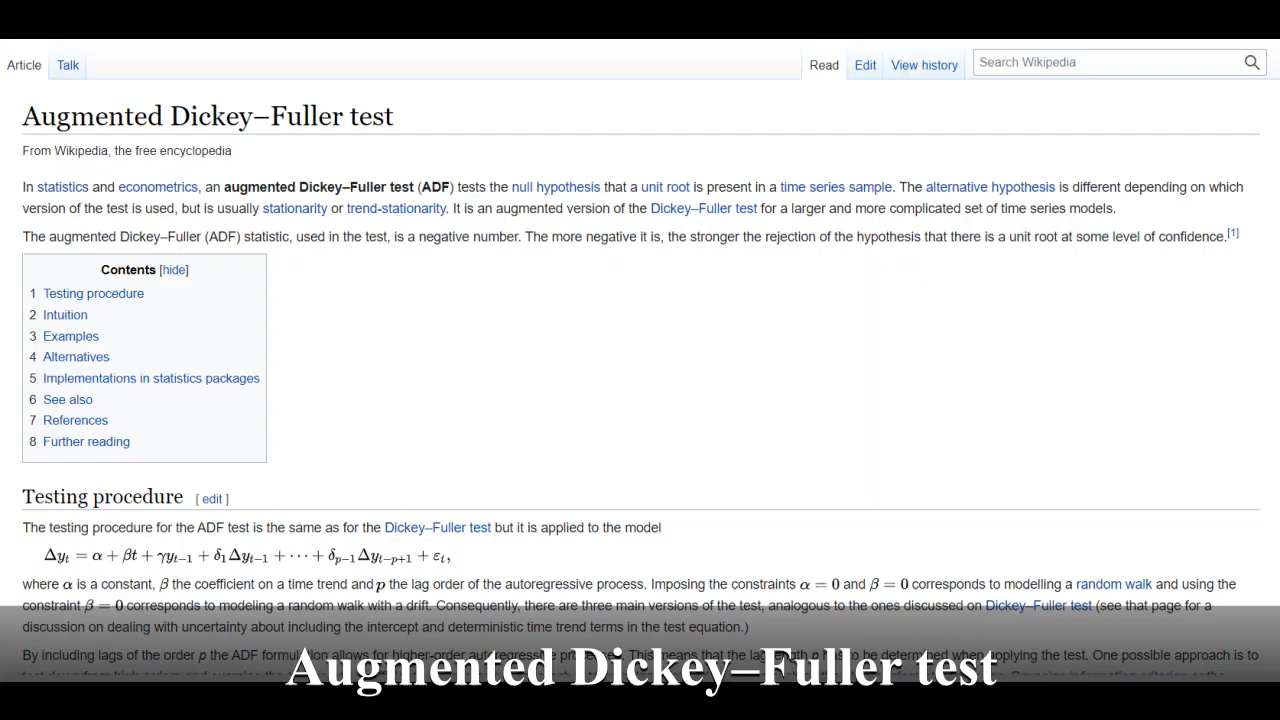 Article Talk Read Edit View history Search Wikipedia
Augmented Dickey–Fuller test
From Wikipedia, the free encyclopedia
In statistics and econometrics, an augmented Dickey–Fuller test (ADF) tests the null hypothesis that a unit root is present in a time series sample. The alternative hypothesis is different depending on which
version of the test is used, but is usually stationarity or trend-stationarity. It is an augmented version of the Dickey–Fuller test for a larger and more complicated set of time series models.
The augmented Dickey–Fuller (ADF) statistic, used in the test, is a negative number. The more negative it is, the stronger the rejection of the hypothesis that there is a unit root at some level of confidence.[1]
Contents [hide]
1 Testing procedure
2 Intuition
3 Examples
4 Alternatives
5 Implementations in statistics packages
6 See also
7 References
8 Further reading
Testing procedure [ edit ]
The testing procedure for the ADF test is the same as for the Dickey–Fuller test but it is applied to the model
Δyₜ = α + βt + γyₜ₋₁ + δ₁Δyₜ₋₁ + ⋯ + δₚ₋₁Δyₜ₋ₚ₊₁ + εₜ,
where α is a constant, β the coefficient on a time trend and p the lag order of the autoregressive process. Imposing the constraints α = 0 and β = 0 corresponds to modelling a random walk and using the
constraint β = 0 corresponds to modeling a random walk with a drift. Consequently, there are three main versions of the test, analogous to the ones discussed on Dickey–Fuller test (see that page for a
discussion on dealing with uncertainty about including the intercept and deterministic time trend terms in the test equation.)
By including lags of the order p the ADF formulation allows for higher-order autoregressive This means that the lag length p has to be determined when applying the test. One possible approach is to
Augmented Dickey–Fuller test